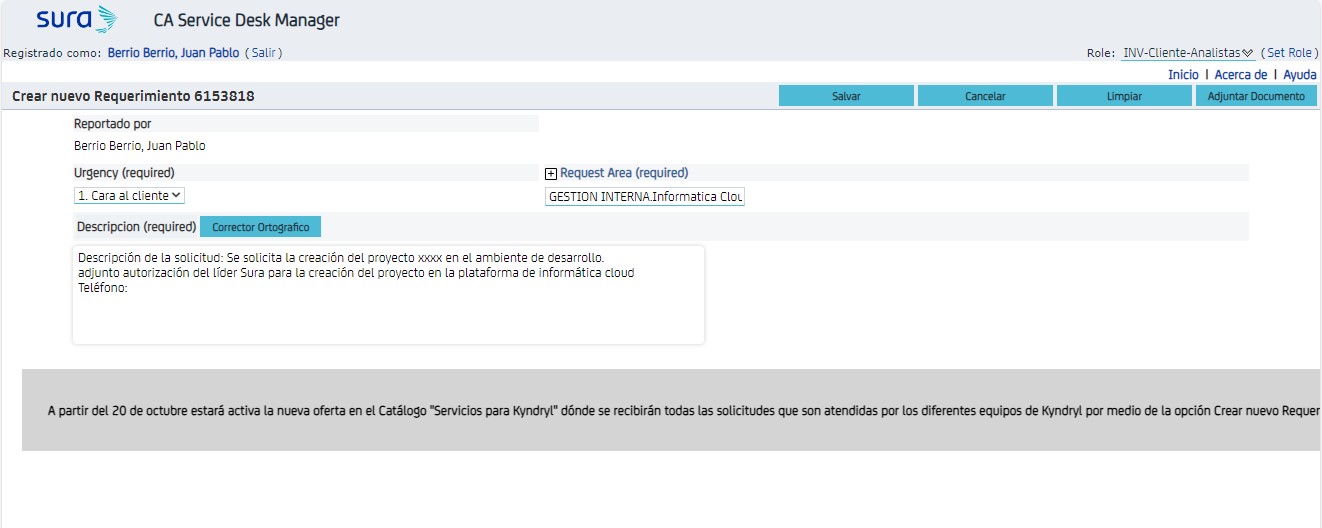 sura CA Service Desk Manager
Registrado como: Berrio Berrio, Juan Pablo ( Salir ) Role: INV-Cliente-Analistas ( Set Role )
Inicio | Acerca de | Ayuda
Crear nuevo Requerimiento 6153818 Salvar Cancelar Limpiar Adjuntar Documento
Reportado por
Berrio Berrio, Juan Pablo
Urgency (required) Request Area (required)
1. Cara al cliente GESTION INTERNA.Informatica Clou
Descripcion (required) Corrector Ortografico
Descripción de la solicitud: Se solicita la creación del proyecto xxxx en el ambiente de desarrollo.
adjunto autorización del líder Sura para la creación del proyecto en la plataforma de informática cloud
Teléfono:
A partir del 20 de octubre estará activa la nueva oferta en el Catálogo "Servicios para Kyndryl" dónde se recibirán todas las solicitudes que son atendidas por los diferentes equipos de Kyndryl por medio de la opción Crear nuevo Requer